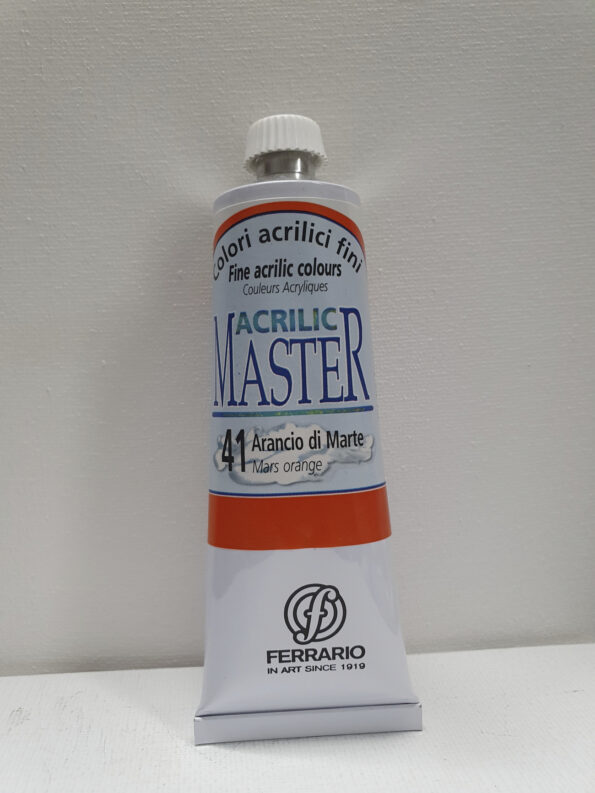 Colori acrilici fini
Fine acrilic colours
Couleurs Acryliques
ACRILIC
MASTER
41 Arancio di Marte
Mars orange
f
FERRARIO
IN ART SINCE 1919